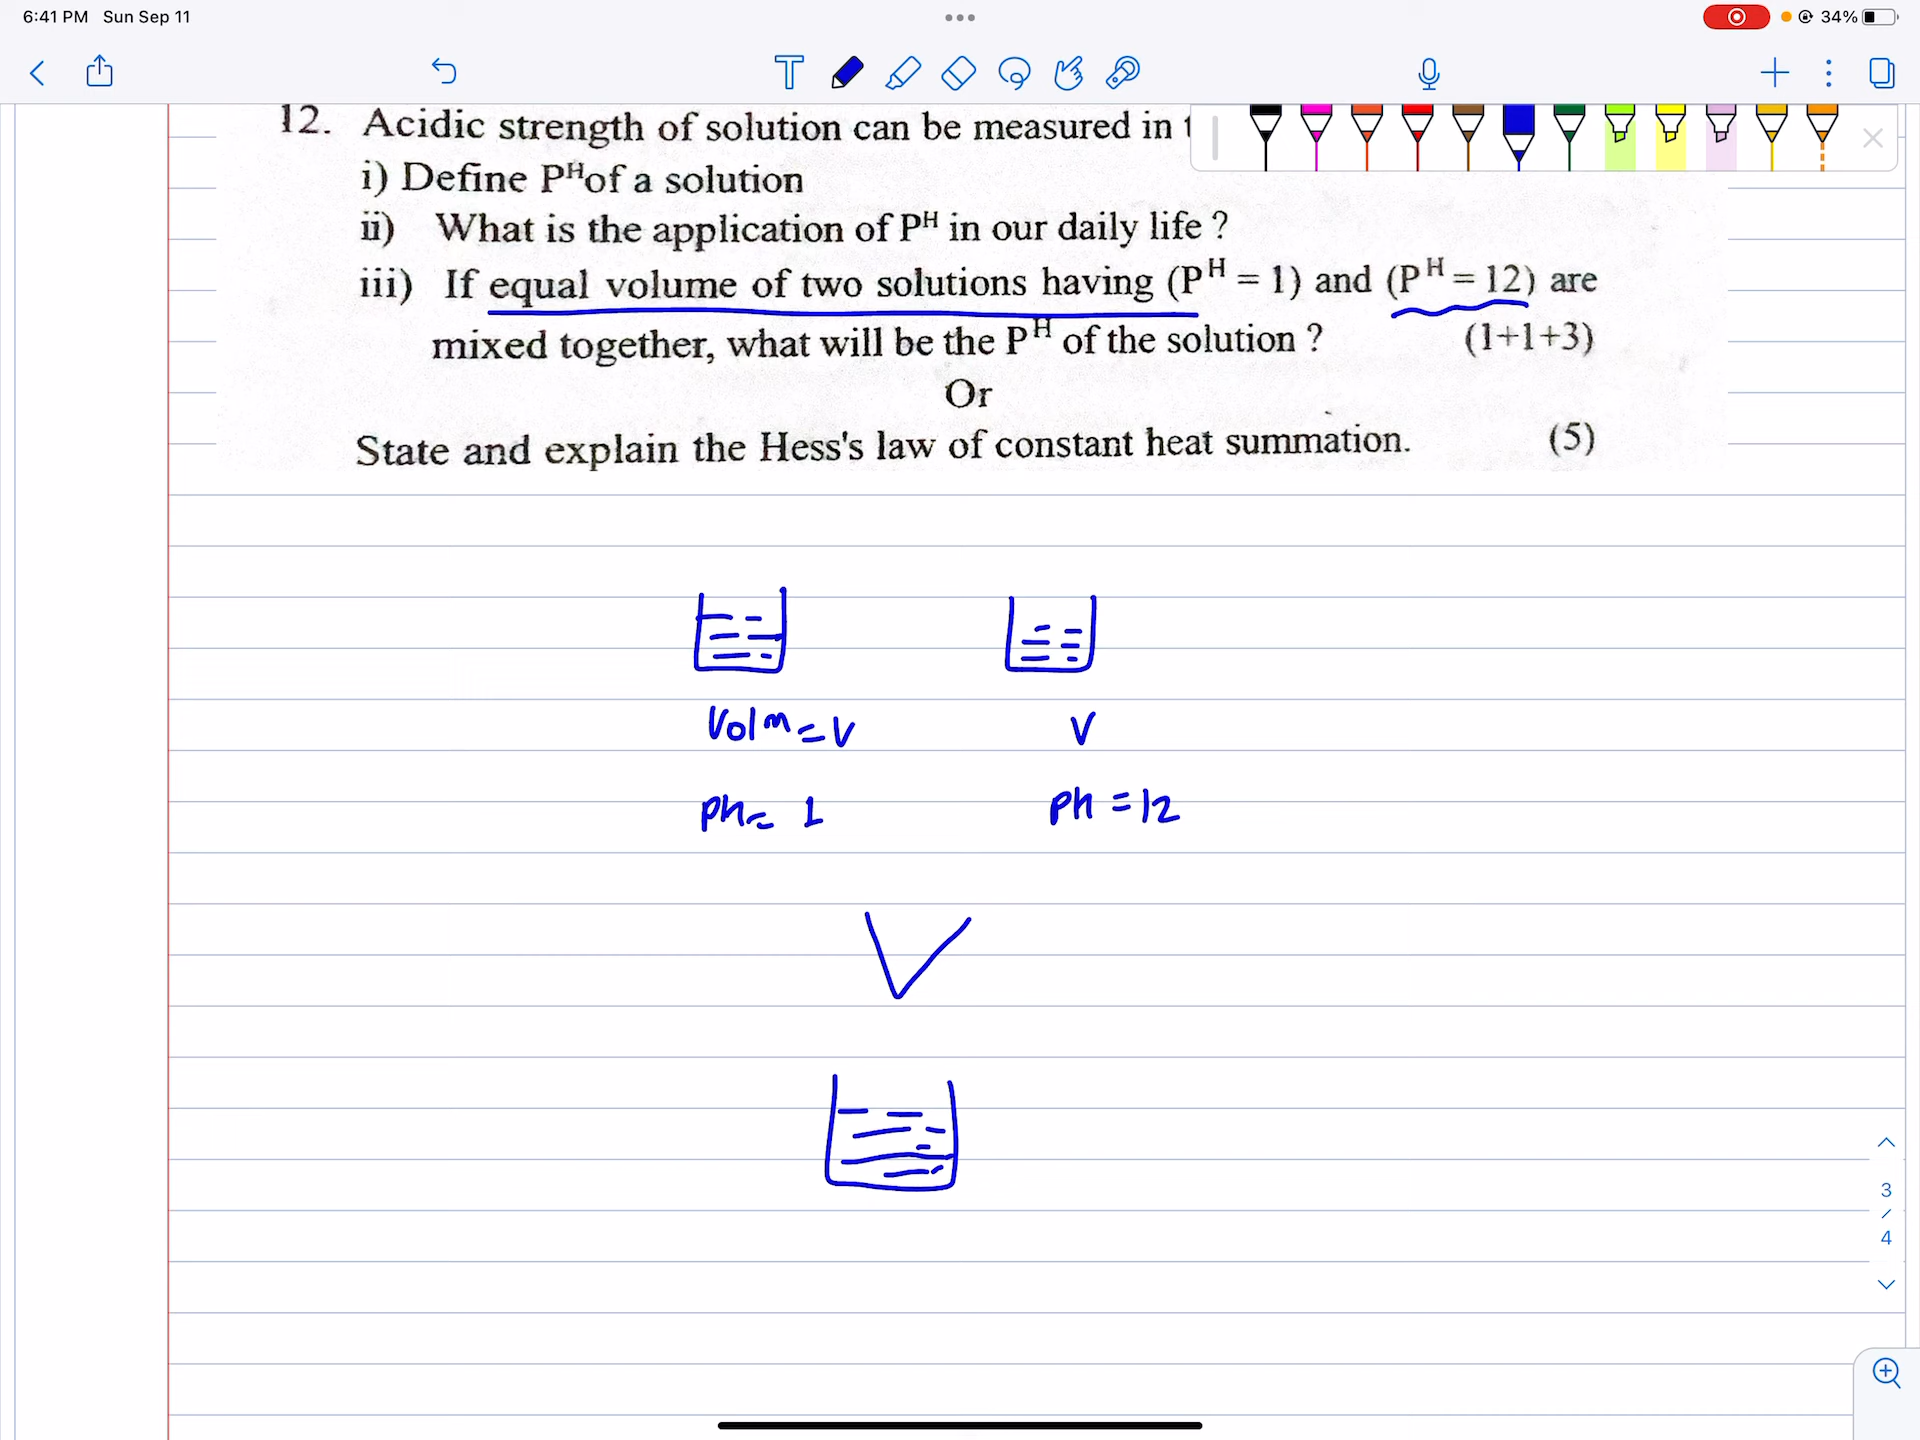 6:41 PM Sun Sep 11
34%
T
12. Acidic strength of solution can be measured in
i) Define Pᴴof a solution
ii) What is the application of Pᴴ in our daily life ?
iii) If equal volume of two solutions having (Pᴴ = 1) and (Pᴴ = 12) are
mixed together, what will be the Pᴴ of the solution ? (1+1+3)
Or
State and explain the Hess's law of constant heat summation. (5)
Volm = V V
PH = 1 PH = 12
3
/
4